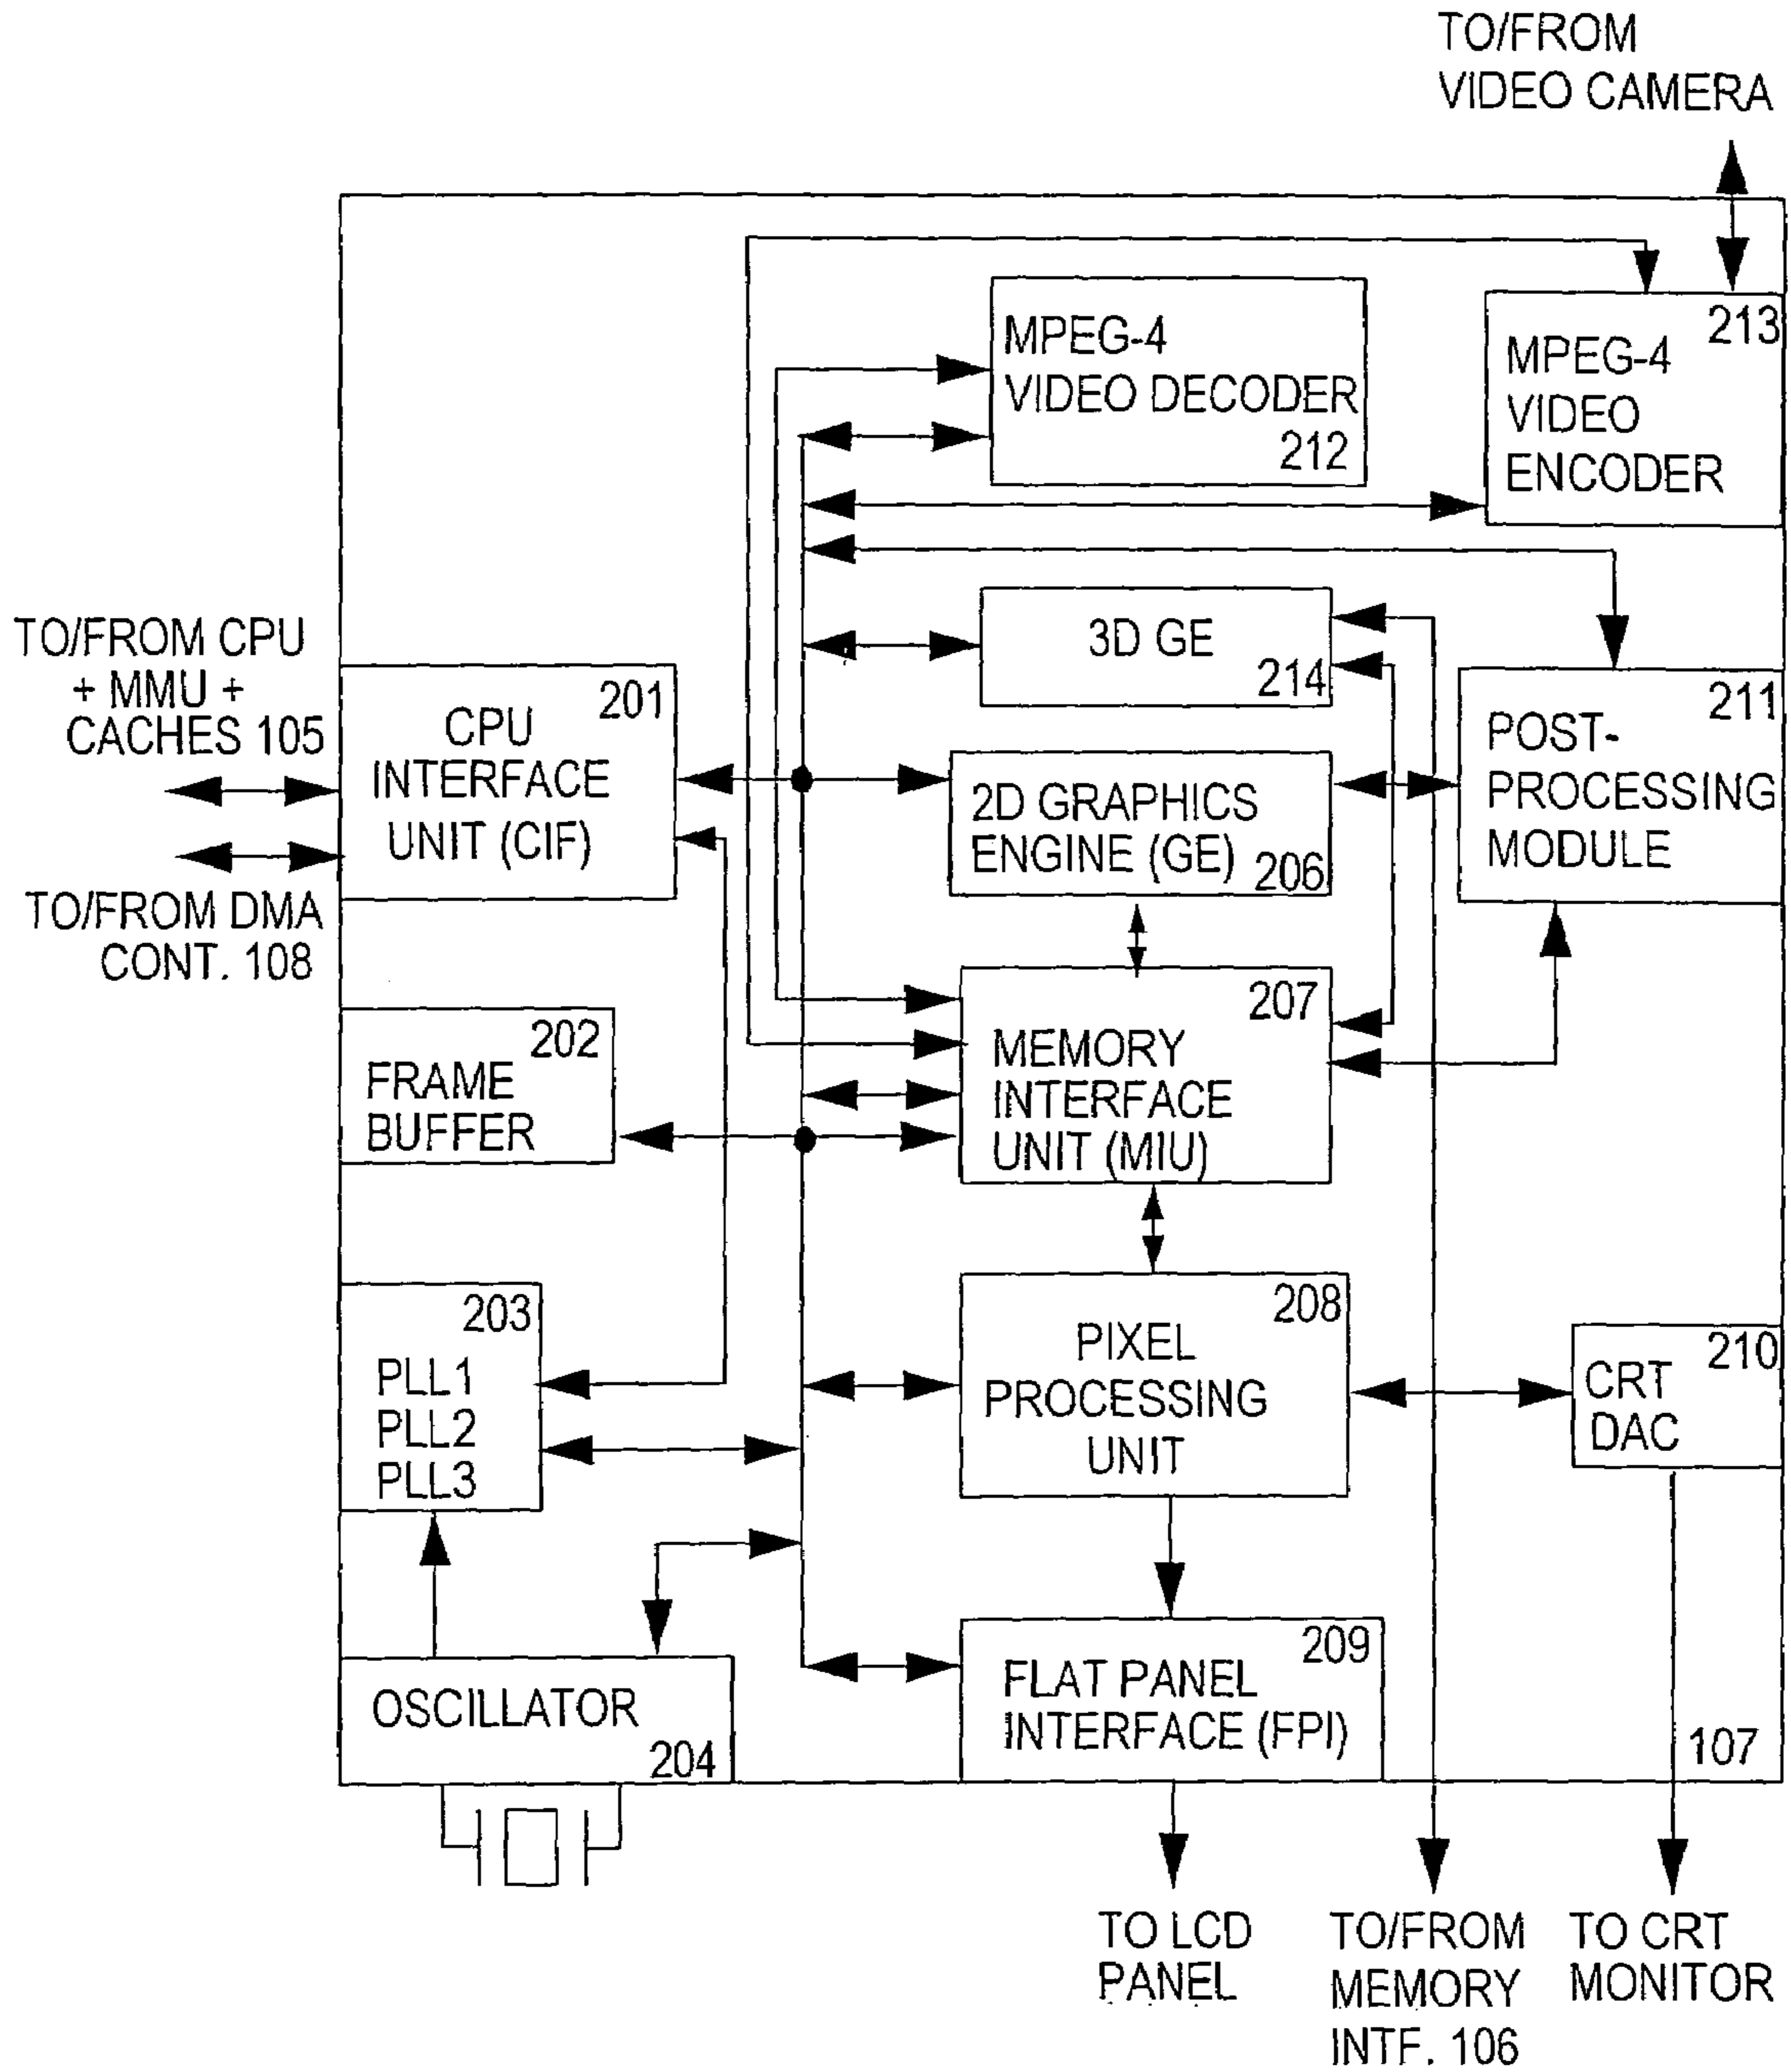 TO/FROM
VIDEO CAMERA
213
MPEG-4
VIDEO
ENCODER
MPEG-4
VIDEO DECODER
212
3D GE
214
TO/FROM CPU
+ MMU +
CACHES 105
TO/FROM DMA
CONT. 108
201
CPU
INTERFACE
UNIT (CIF)
2D GRAPHICS
ENGINE (GE)
206
211
POST-
PROCESSING
MODULE
202
FRAME
BUFFER
207
MEMORY
INTERFACE
UNIT (MIU)
203
PLL1
PLL2
PLL3
208
PIXEL
PROCESSING
UNIT
210
CRT
DAC
OSCILLATOR
204
209
FLAT PANEL
INTERFACE (FPI)
107
TO LCD
PANEL
TO/FROM
MEMORY
INTF. 106
TO CRT
MONITOR